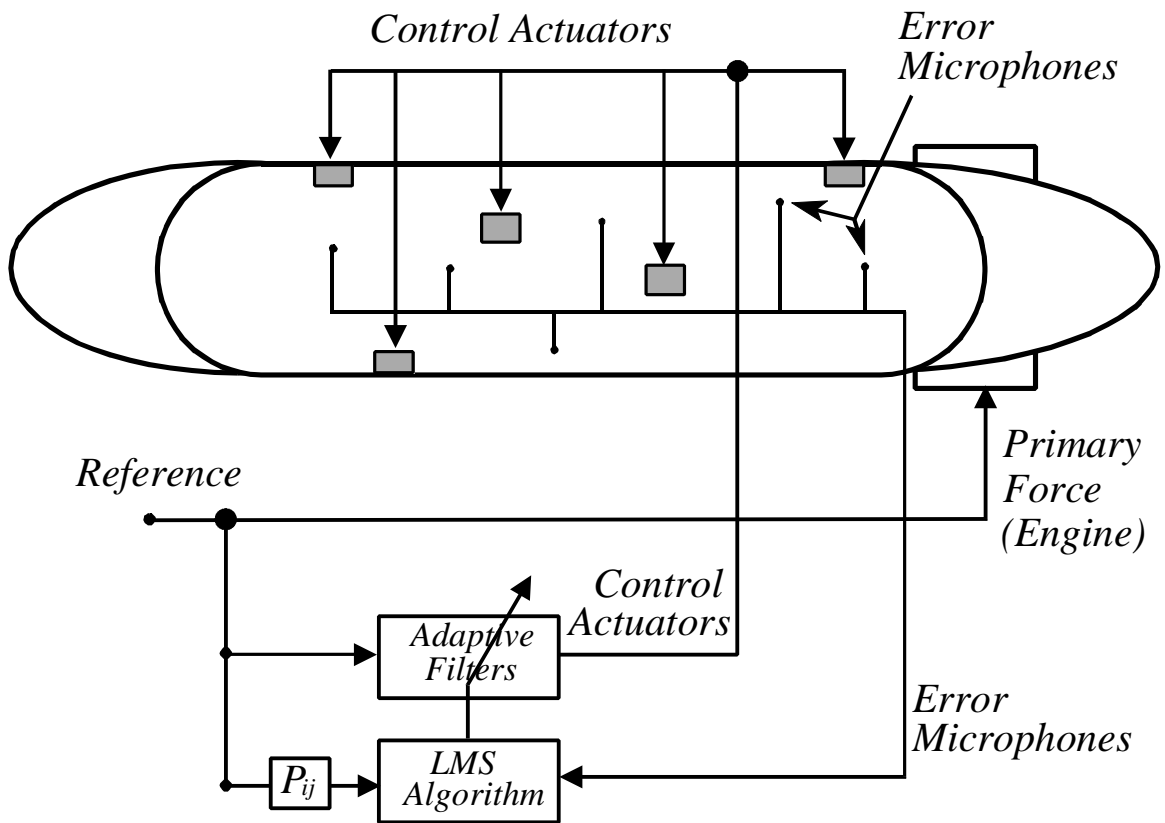 Control Actuators
Error
Microphones
Reference
Primary
Force
(Engine)
Control
Actuators
Adaptive
Filters
Error
Microphones
LMS
Algorithm
Pij